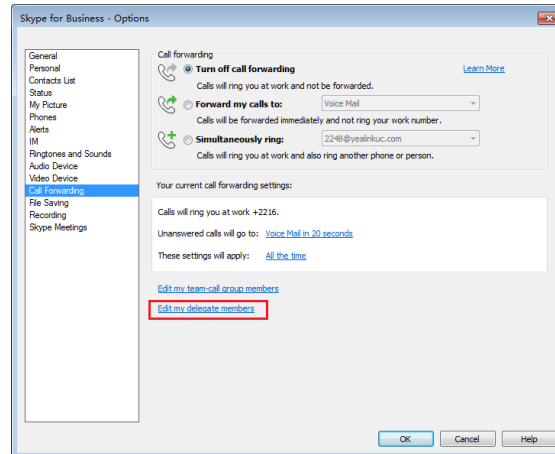 Skype for Business - Options
General
Personal
Contacts List
Status
My Picture
Phones
Alerts
IM
Ringtones and Sounds
Audio Device
Video Device
Call Forwarding
File Saving
Recording
Skype Meetings
Call forwarding
Turn off call forwarding
Learn More
Calls will ring you at work and not be forwarded.
Forward my calls to:
Voice Mail
Calls will be forwarded immediately and not ring your work number.
Simultaneously ring:
2248@yealinkuc.com
Calls will ring you at work and also ring another phone or person.
Your current call forwarding settings:
Calls will ring you at work +2216.
Unanswered calls will go to: Voice Mail in 20 seconds
These settings will apply: All the time
Edit my team-call group members
Edit my delegate members
OK
Cancel
Help